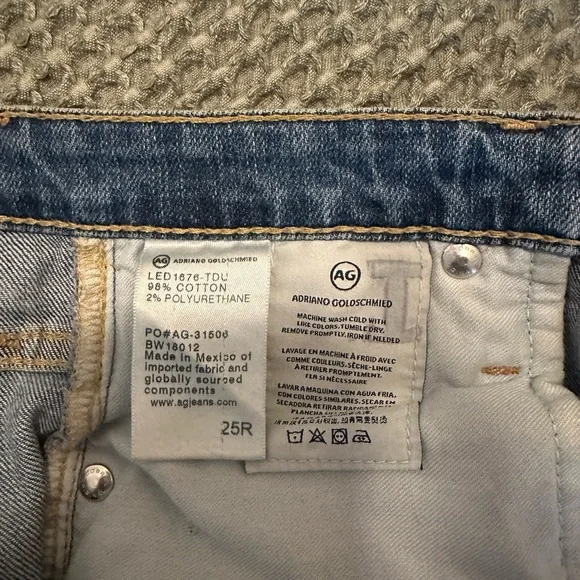 AG ADRIANO GOLDSCHMIED
LED1676-TDU
98% COTTON
2% POLYURETHANE
PO#AG-31506
BW18012
Made in Mexico of
imported fabric and
globally sourced
components
www.agjeans.com
25R
AG
ADRIANO GOLDSCHMIED
MACHINE WASH COLD WITH
LIKE COLORS. TUMBLE DRY.
REMOVE PROMPTLY. IRON IF NEEDED
LAVAGE EN MACHINE À FROID AVEC
COMME COULEURS. SÈCHE-LINGE
À RETIRER PROMPTEMENT.
FER SI NÉCESSAIRE
LAVAR A MAQUINA CON AGUA FRIA.
CON COLORES SIMILARES. SECAR EN
SECADORA RETIRAR
PLANCHA